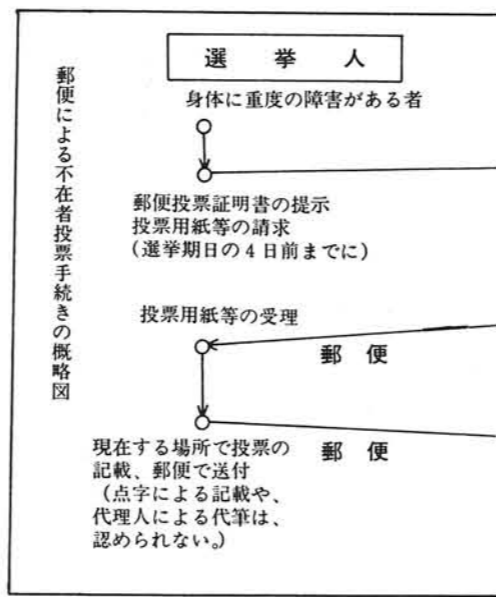 郵便による不在者投票手続きの概略図
選挙人
身体に重度の障害がある者
郵便投票証明書の提示
投票用紙等の請求
(選挙期日の4日前までに)
投票用紙等の受理
郵便
現在する場所で投票の
記載、郵便で送付
(点字による記載や、
代理人による代筆は、
認められない。)
郵便